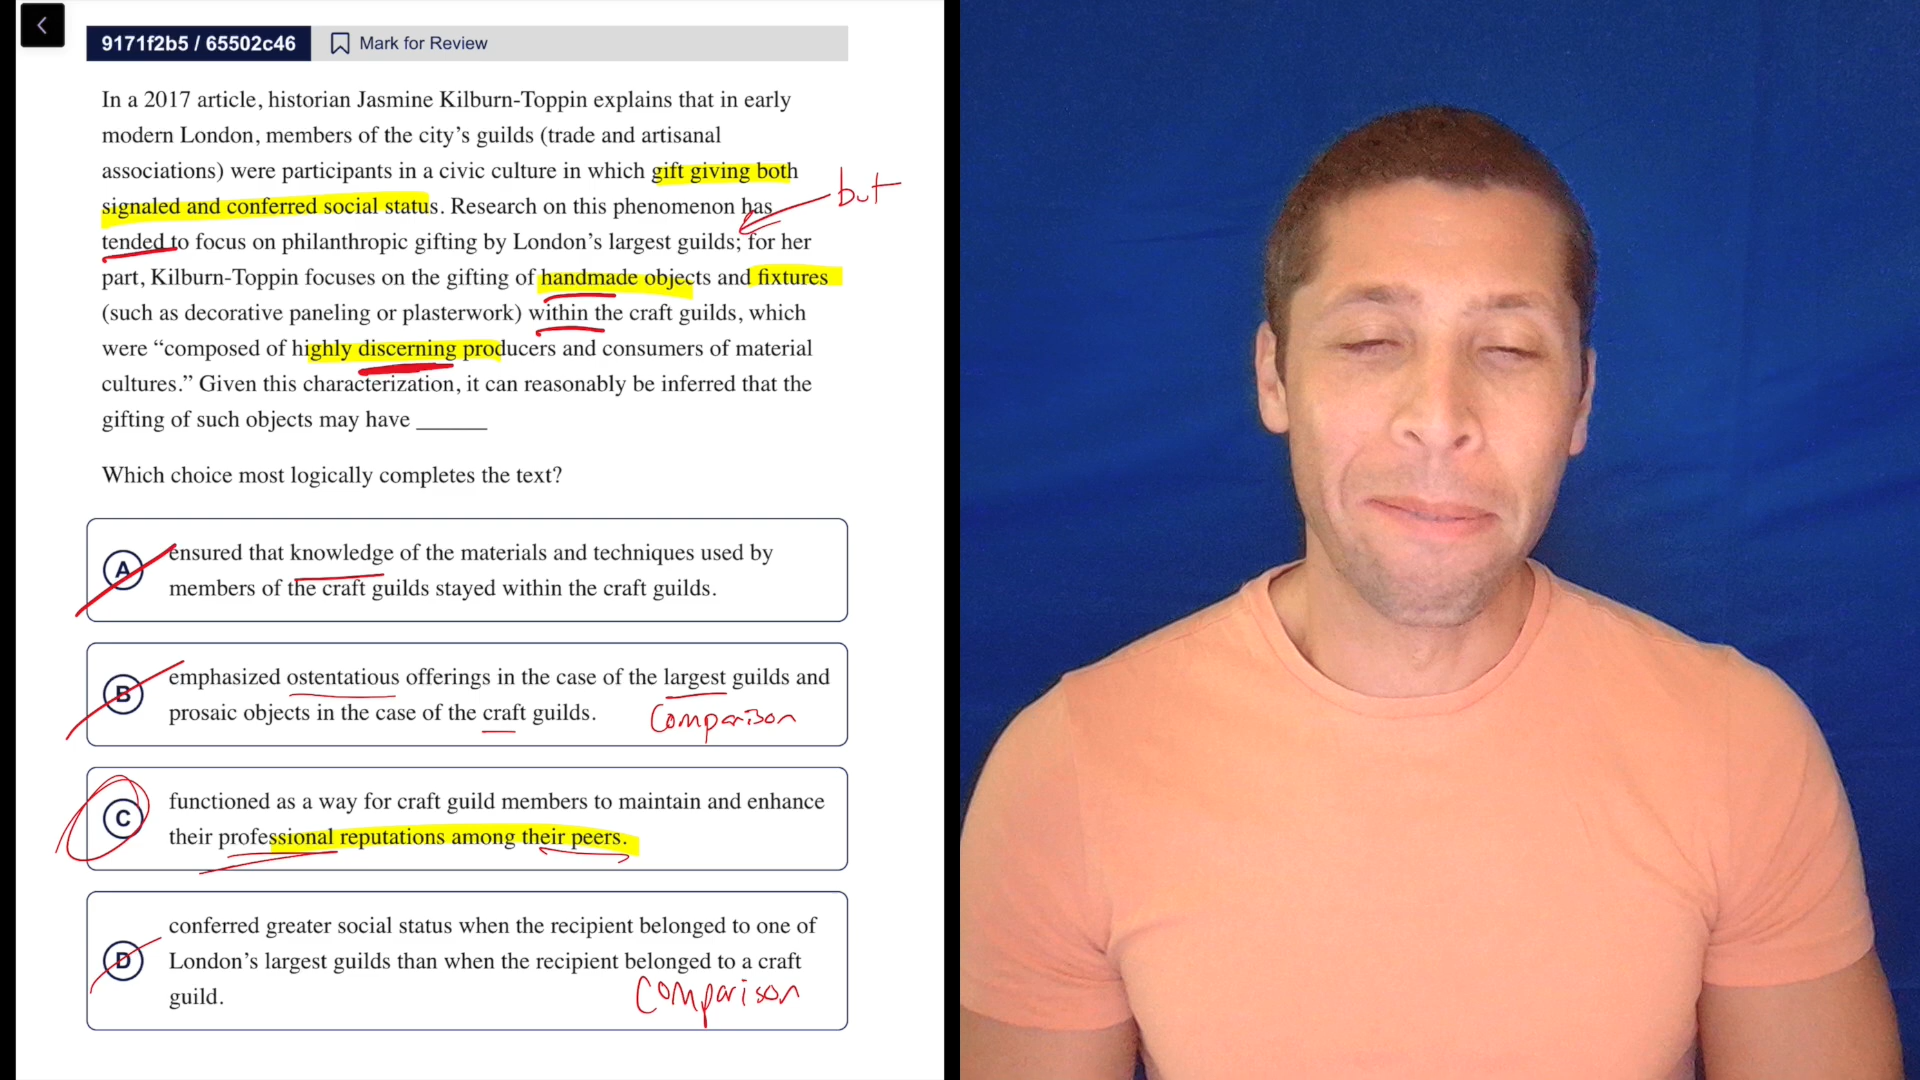 9171f2b5 / 65502c46 Mark for Review
In a 2017 article, historian Jasmine Kilburn-Toppin explains that in early
modern London, members of the city's guilds (trade and artisanal
associations) were participants in a civic culture in which gift giving both
signaled and conferred social status. Research on this phenomenon has
but
tended to focus on philanthropic gifting by London's largest guilds; for her
part, Kilburn-Toppin focuses on the gifting of handmade objects and fixtures
(such as decorative paneling or plasterwork) within the craft guilds, which
were “composed of highly discerning producers and consumers of material
cultures.” Given this characterization, it can reasonably be inferred that the
gifting of such objects may have ______
Which choice most logically completes the text?
A ensured that knowledge of the materials and techniques used by
members of the craft guilds stayed within the craft guilds.
B emphasized ostentatious offerings in the case of the largest guilds and
prosaic objects in the case of the craft guilds.
Comparison
C functioned as a way for craft guild members to maintain and enhance
their professional reputations among their peers.
D conferred greater social status when the recipient belonged to one of
London's largest guilds than when the recipient belonged to a craft
guild.
Comparison